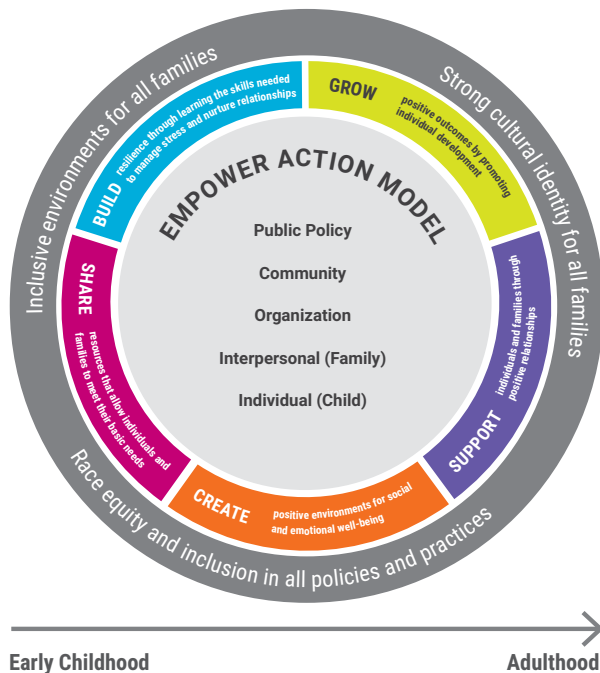 Inclusive environments for all families
Strong cultural identity for all families
Race equity and inclusion in all policies and practices
BUILD
resilience through learning the skills needed
to manage stress and nurture relationships
GROW
positive outcomes by promoting
individual development
SUPPORT
individuals and families through
positive relationships
CREATE
positive environments for social
and emotional well-being
SHARE
resources that allow individuals and
families to meet their basic needs
EMPOWER ACTION MODEL
Public Policy
Community
Organization
Interpersonal (Family)
Individual (Child)
Early Childhood
Adulthood